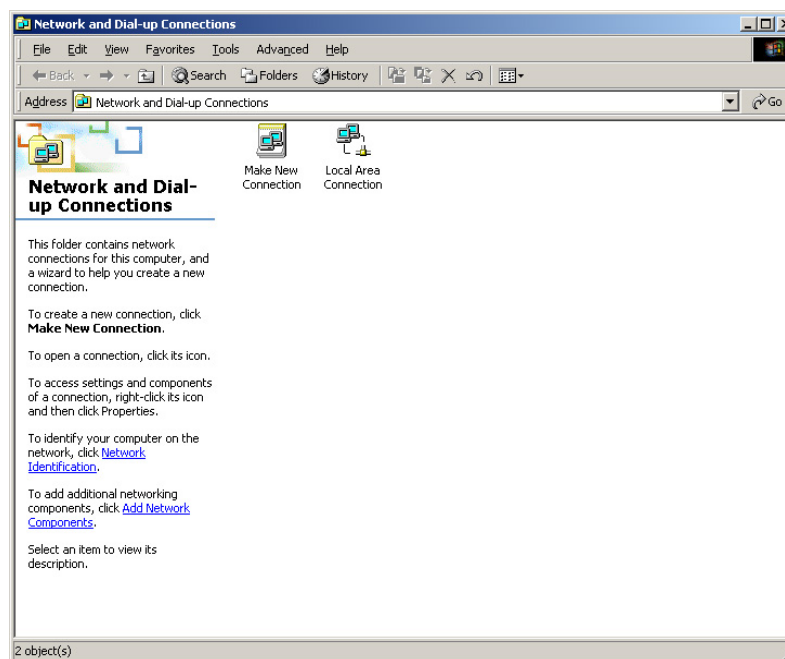 Network and Dial-up Connections
File Edit View Favorites Tools Advanced Help
Back Search Folders History
Address Network and Dial-up Connections Go
Make New
Connection
Local Area
Connection
Network and Dial-
up Connections
This folder contains network
connections for this computer, and
a wizard to help you create a new
connection.
To create a new connection, click
Make New Connection.
To open a connection, click its icon.
To access settings and components
of a connection, right-click its icon
and then click Properties.
To identify your computer on the
network, click Network
Identification.
To add additional networking
components, click Add Network
Components.
Select an item to view its
description.
2 object(s)